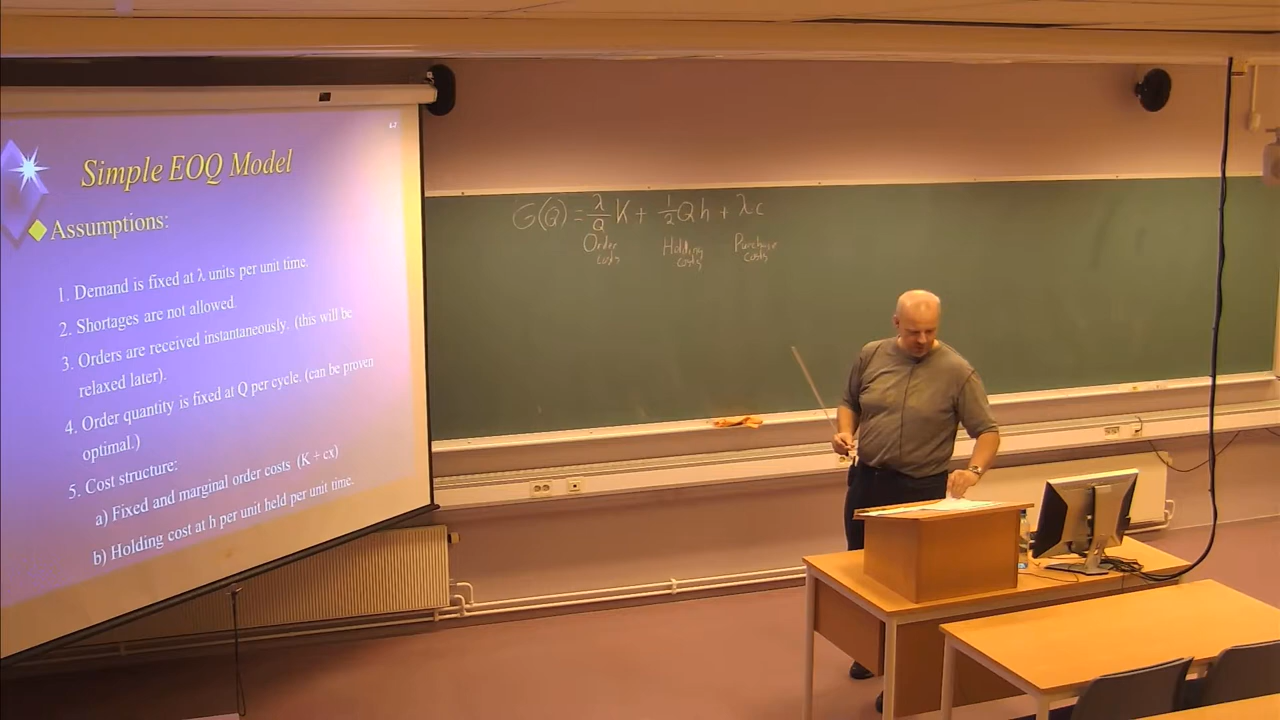 Simple EOQ Model
Assumptions:
1. Demand is fixed at λ units per unit time.
2. Shortages are not allowed.
3. Orders are received instantaneously. (this will be
relaxed later).
4. Order quantity is fixed at Q per cycle. (can be proven
optimal.)
5. Cost structure:
a) Fixed and marginal order costs (K + cx)
b) Holding cost at h per unit held per unit time.
G(Q) = λ/Q K + 1/2 Q h + λc
Order Holding Purchase
costs costs costs